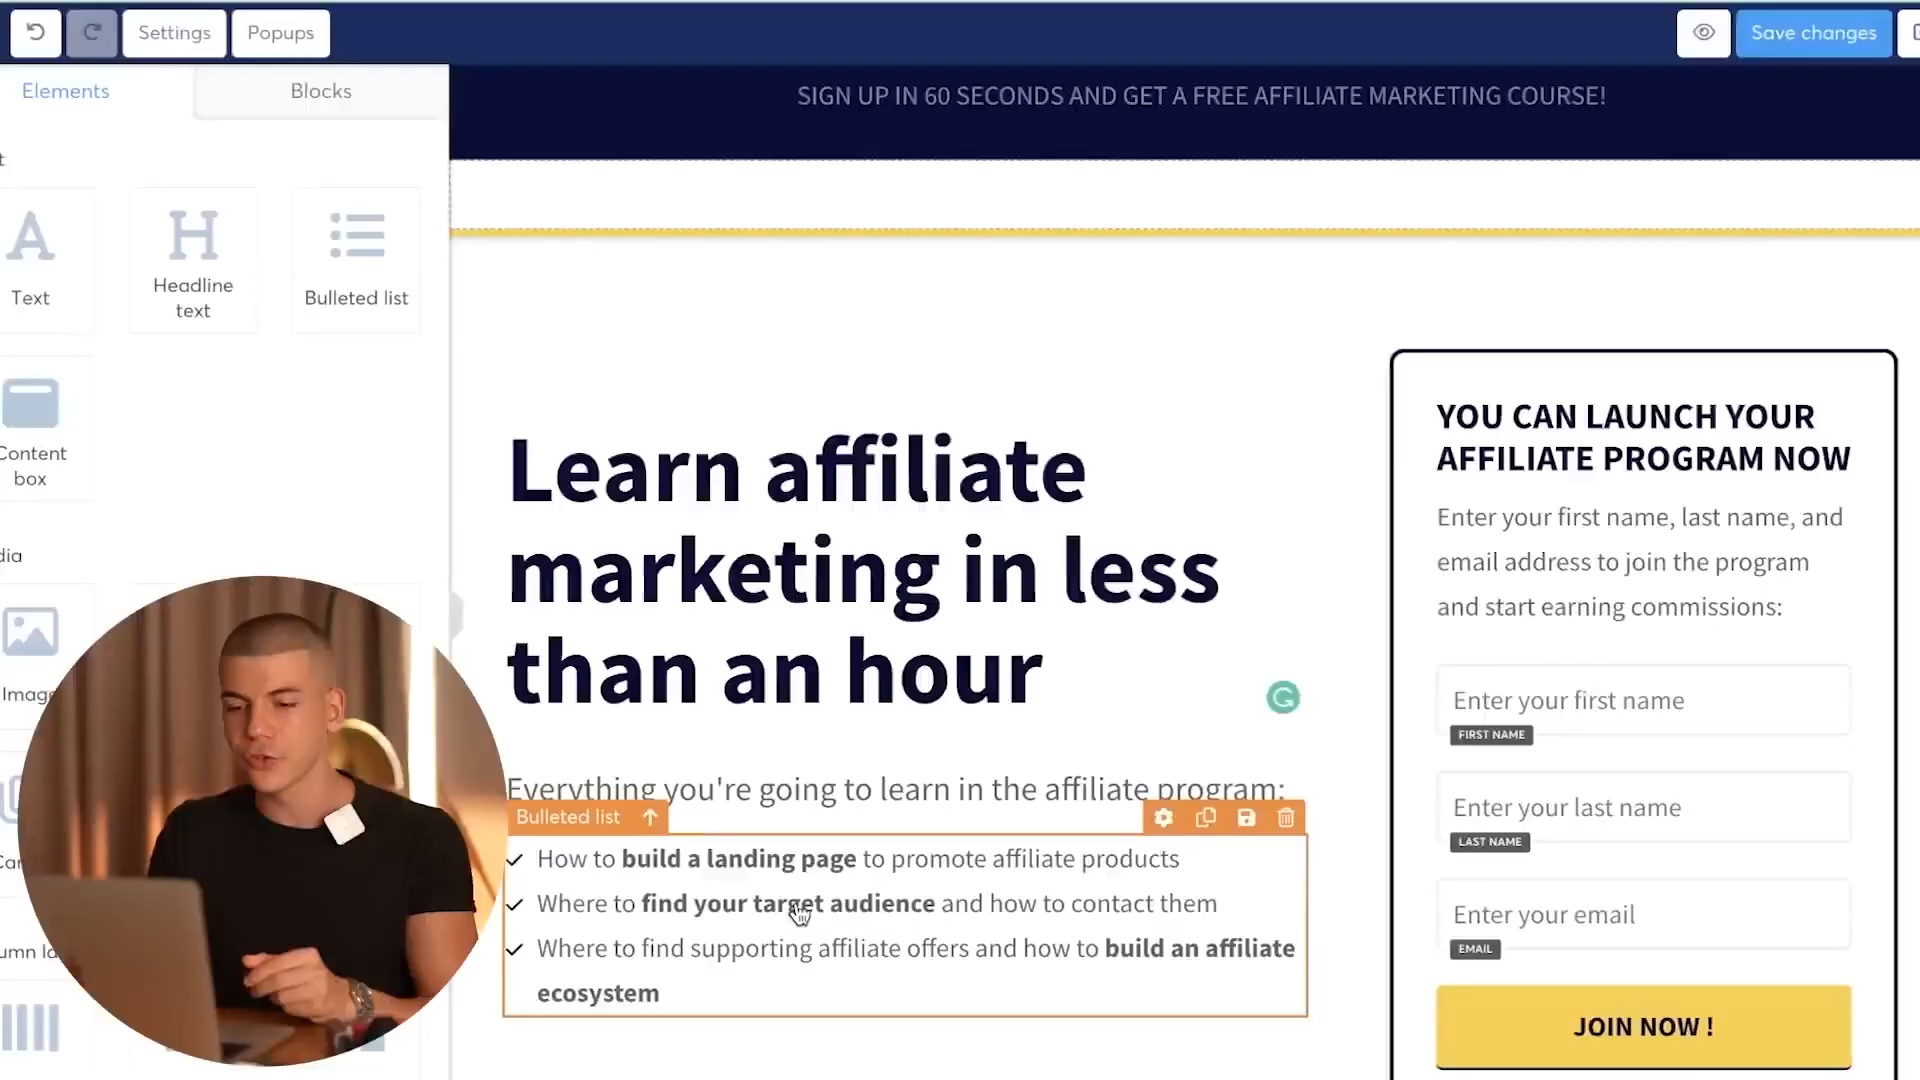 Settings
Popups
Save changes
Elements
Blocks
SIGN UP IN 60 SECONDS AND GET A FREE AFFILIATE MARKETING COURSE!
Text
Headline
text
Bulleted list
Content
box
Image
Learn affiliate
marketing in less
than an hour
Everything you're going to learn in the affiliate program:
Bulleted list
How to build a landing page to promote affiliate products
Where to find your target audience and how to contact them
Where to find supporting affiliate offers and how to build an affiliate
ecosystem
YOU CAN LAUNCH YOUR
AFFILIATE PROGRAM NOW
Enter your first name, last name, and
email address to join the program
and start earning commissions:
Enter your first name
FIRST NAME
Enter your last name
LAST NAME
Enter your email
EMAIL
JOIN NOW !